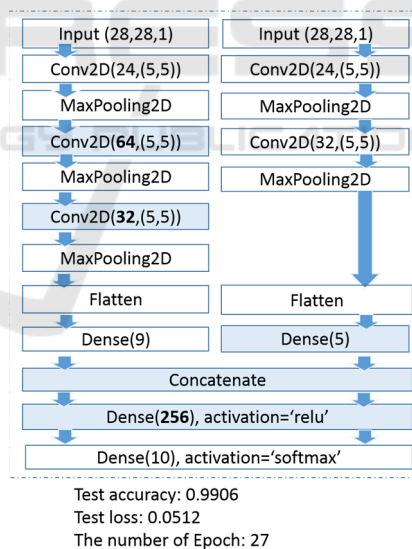 Input (28,28,1)
Input (28,28,1)
Conv2D(24,(5,5))
Conv2D(24,(5,5))
MaxPooling2D
MaxPooling2D
Conv2D(64,(5,5))
Conv2D(32,(5,5))
MaxPooling2D
MaxPooling2D
Conv2D(32,(5,5))
MaxPooling2D
Flatten
Flatten
Dense(9)
Dense(5)
Concatenate
Dense(256), activation=‘relu’
Dense(10), activation=‘softmax’
Test accuracy: 0.9906
Test loss: 0.0512
The number of Epoch: 27